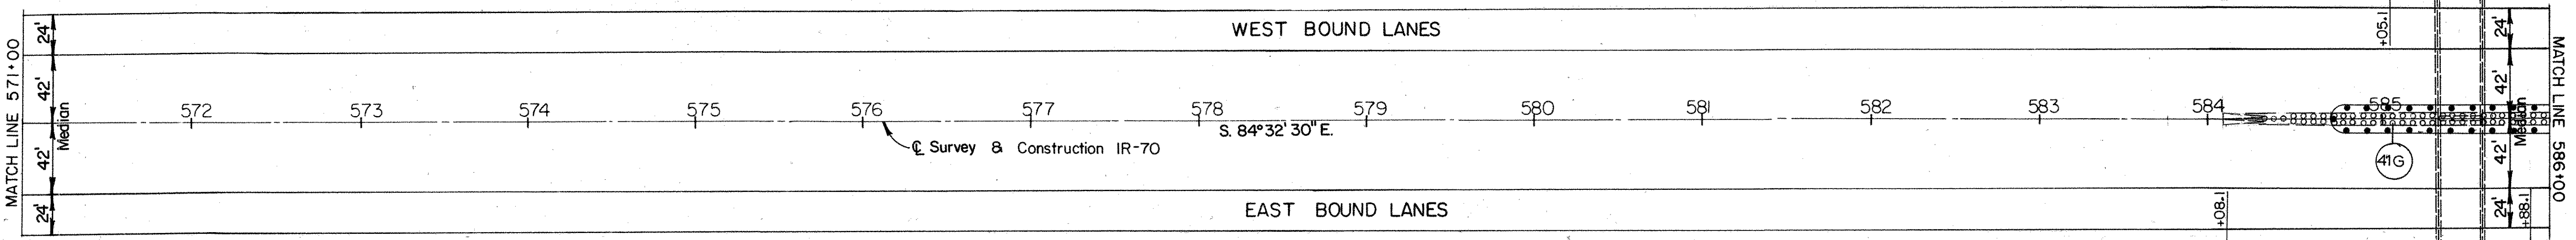 WEST BOUND LANES
24'
24'
+05.1
MATCH LINE 571+00
42'
Median
42'
572 573 574 575 576 577 578 579 580 581 582 583 584 585
S. 84°32'30" E.
℄ Survey & Construction IR-70
41G
42'
Median
42'
MATCH LINE 586+00
24'
EAST BOUND LANES
+08.1
24'
+88.1